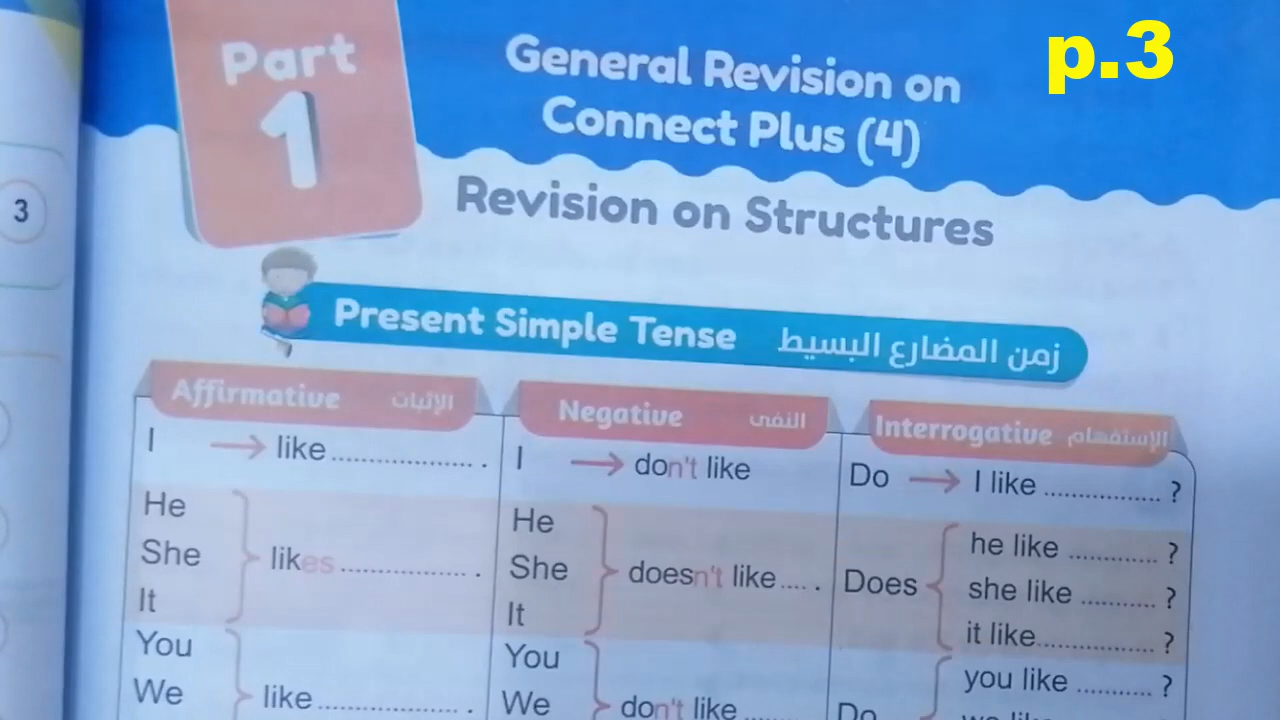 p.3
Part
1
General Revision on
Connect Plus (4)
Revision on Structures
3
Present Simple Tense زمن المضارع البسيط
Affirmative الإثبات
I → like .................... .
He
She
It
likes .................. .
You
We
like .................... .
Negative النفى
I → don't like
He
She
It
doesn't like .... .
You
We
don't like .......
Interrogative الإستفهام
Do → I like ................. ?
Does
he like ............ ?
she like .......... ?
it like ................ ?
Do
you like ........... ?